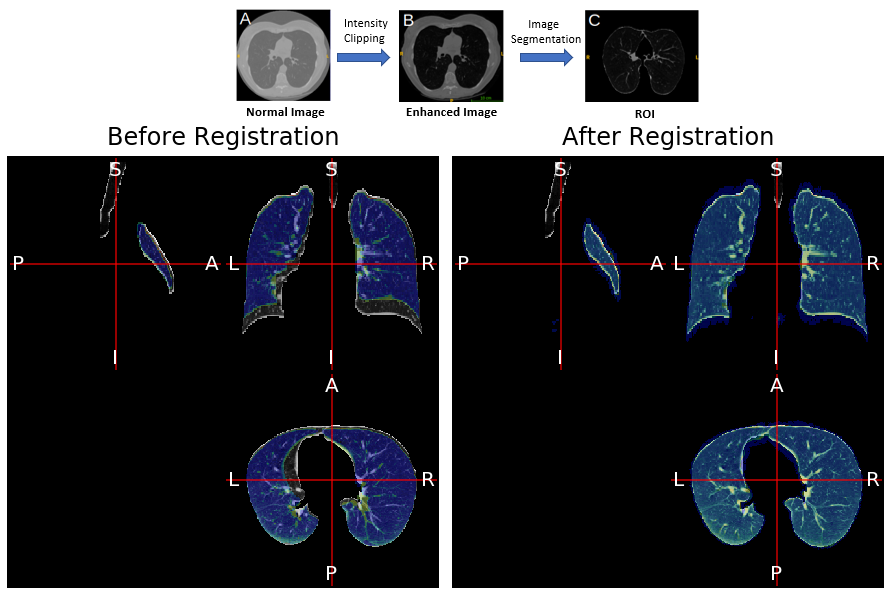 A
Intensity
Clipping
B
Image
Segmentation
C
R
L
R
L
Normal Image
Enhanced Image
ROI
Before Registration
After Registration
S
S
P
A
L
R
I
I
A
L
R
P
S
S
P
A
L
R
I
I
A
L
R
P